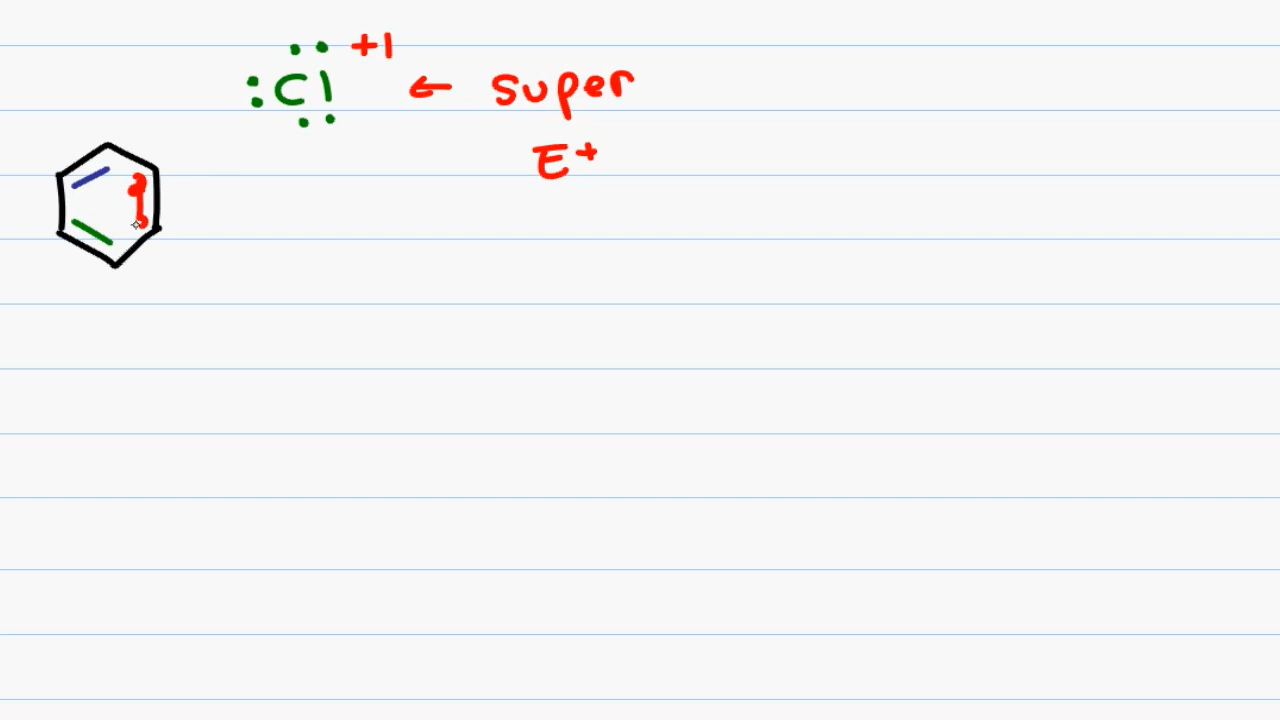 :Cl +1 ← super
E+